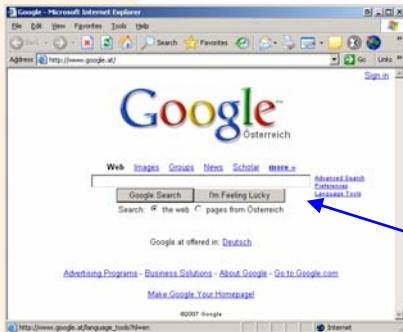 Google - Microsoft Internet Explorer
File Edit View Favorites Tools Help
Search Favorites
Address http://www.google.at/ Go Links »
Sign in
Google™
Österreich
Web Images Groups News Scholar more »
Advanced Search
Preferences
Language Tools
Google Search I'm Feeling Lucky
Search: the web pages from Österreich
Google.at offered in: Deutsch
Advertising Programs - Business Solutions - About Google - Go to Google.com
Make Google Your Homepage!
©2007 Google
http://www.google.at/language_tools?hl=en Internet